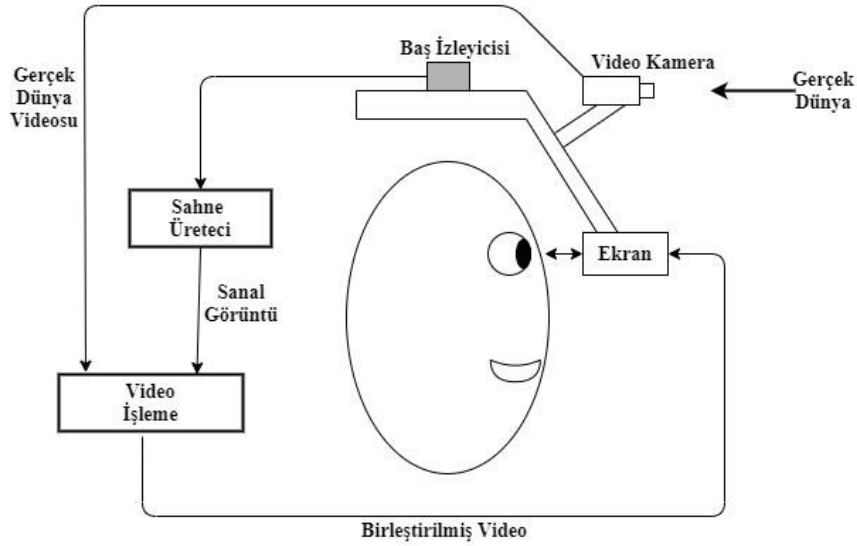 Baş İzleyicisi
Video Kamera
Gerçek
Dünya
Videosu
Gerçek
Dünya
Sahne
Üreteci
Ekran
Sanal
Görüntü
Video
İşleme
Birleştirilmiş Video